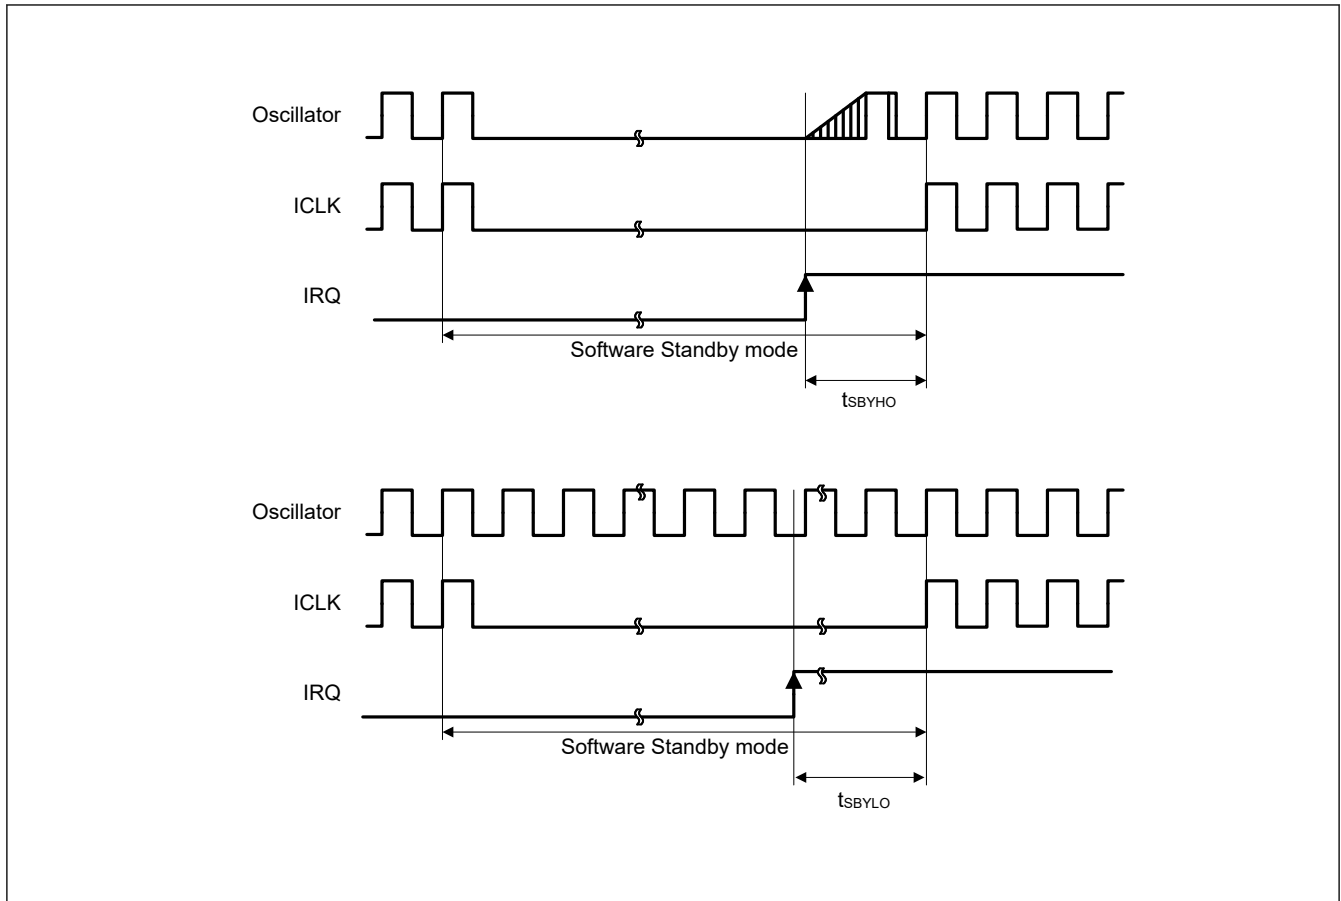 Oscillator
ICLK
IRQ
Software Standby mode
tSBYHO
Oscillator
ICLK
IRQ
Software Standby mode
tSBYLO